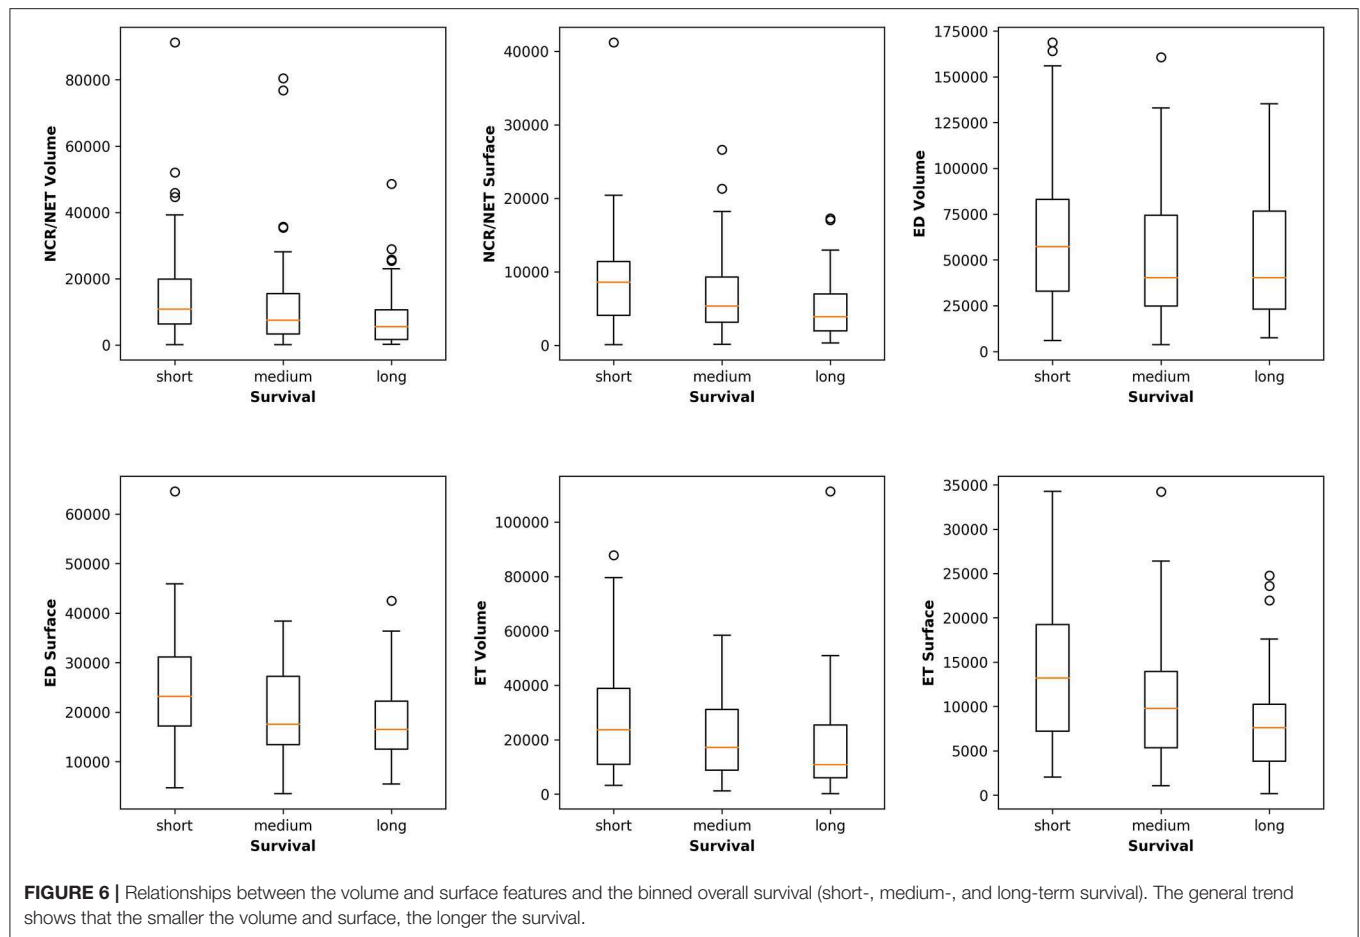 80000
60000
40000
20000
0
NCR/NET Volume
short medium long
Survival
40000
30000
20000
10000
0
NCR/NET Surface
short medium long
Survival
175000
150000
125000
100000
75000
50000
25000
0
ED Volume
short medium long
Survival
60000
50000
40000
30000
20000
10000
ED Surface
short medium long
Survival
100000
80000
60000
40000
20000
0
ET Volume
short medium long
Survival
35000
30000
25000
20000
15000
10000
5000
0
ET Surface
short medium long
Survival
FIGURE 6 | Relationships between the volume and surface features and the binned overall survival (short-, medium-, and long-term survival). The general trend
shows that the smaller the volume and surface, the longer the survival.